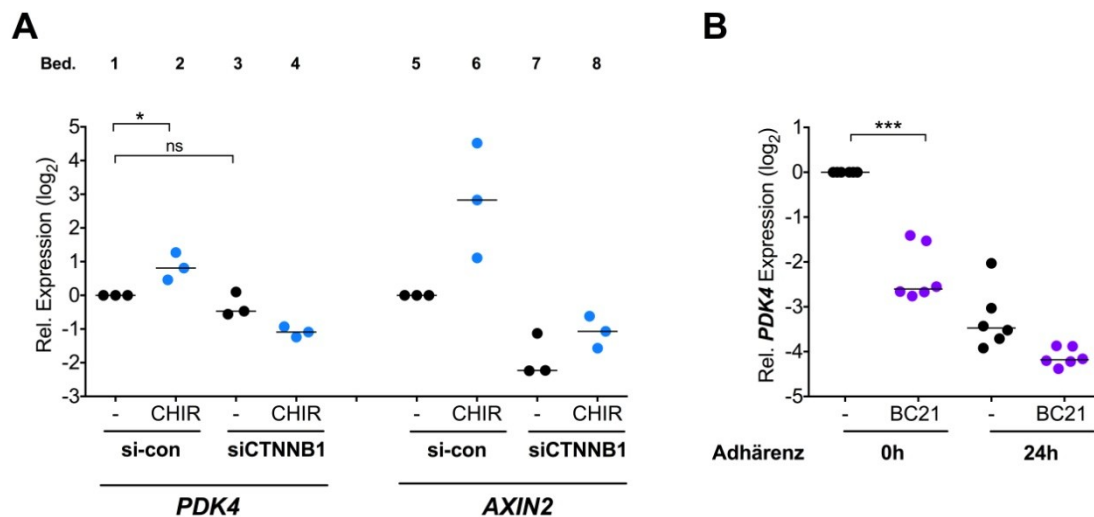 A
Bed. 1 2 3 4 5 6 7 8
Rel. Expression (log2)
5
4
3
2
1
0
-1
-2
-3
*
ns
- CHIR - CHIR - CHIR - CHIR
si-con siCTNNB1 si-con siCTNNB1
PDK4 AXIN2
B
Rel. PDK4 Expression (log2)
1
0
-1
-2
-3
-4
-5
***
- BC21 - BC21
Adhärenz 0h 24h